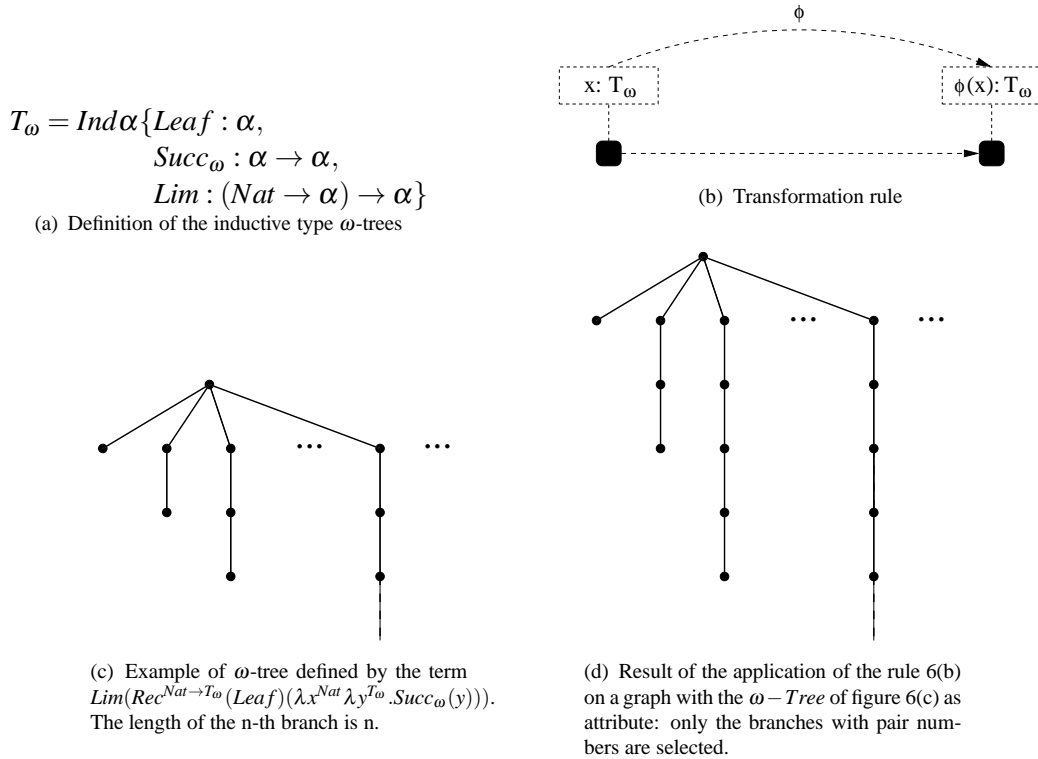 T_ω = Indα{Leaf : α,
Succ_ω : α → α,
Lim : (Nat → α) → α}
(a) Definition of the inductive type ω-trees
ϕ
x: T_ω
ϕ(x): T_ω
(b) Transformation rule
...
...
(c) Example of ω-tree defined by the term
Lim(Rec^{Nat→T_ω}(Leaf)(λx^{Nat}λy^{T_ω}.Succ_ω(y))).
The length of the n-th branch is n.
...
...
(d) Result of the application of the rule 6(b)
on a graph with the ω−Tree of figure 6(c) as
attribute: only the branches with pair num-
bers are selected.